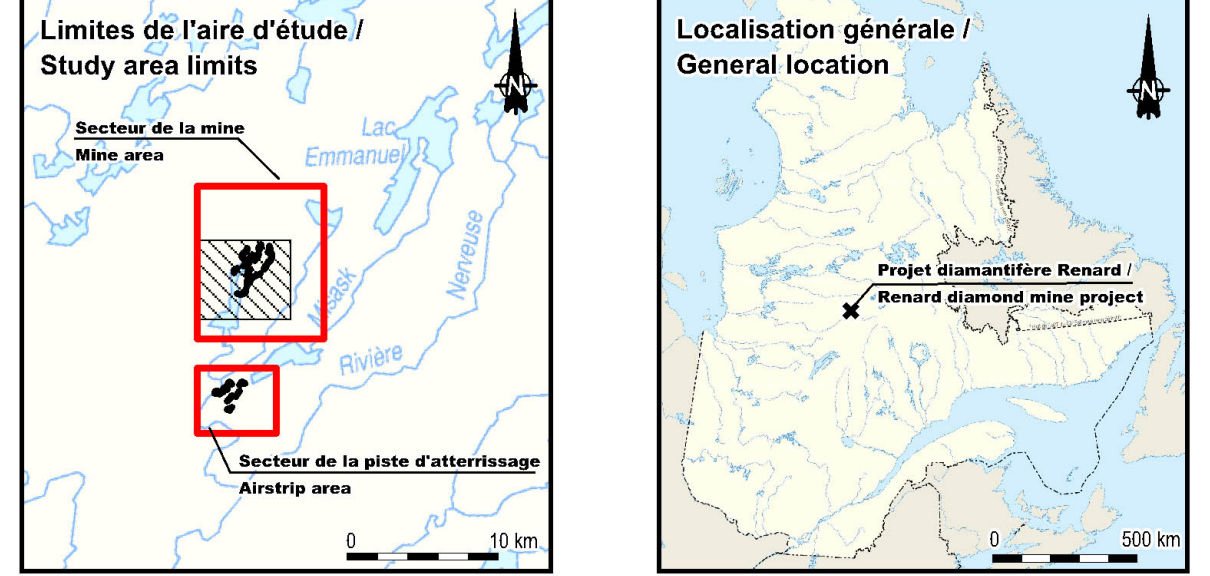 Limites de l'aire d'étude /
Study area limits
N
Secteur de la mine
Mine area
Lac
Emmanuel
Misask
Nerveuse
Rivière
Secteur de la piste d'atterrissage
Airstrip area
0 10 km
Localisation générale /
General location
N
Projet diamantifère Renard /
Renard diamond mine project
0 500 km